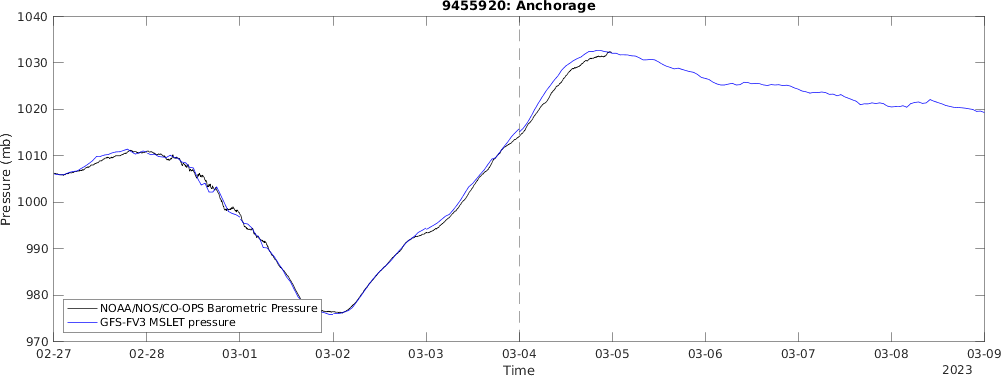 9455920: Anchorage
1040
1030
1020
1010
1000
990
980
970
Pressure (mb)
NOAA/NOS/CO-OPS Barometric Pressure
GFS-FV3 MSLET pressure
02-27 02-28 03-01 03-02 03-03 03-04 03-05 03-06 03-07 03-08 03-09
Time
2023